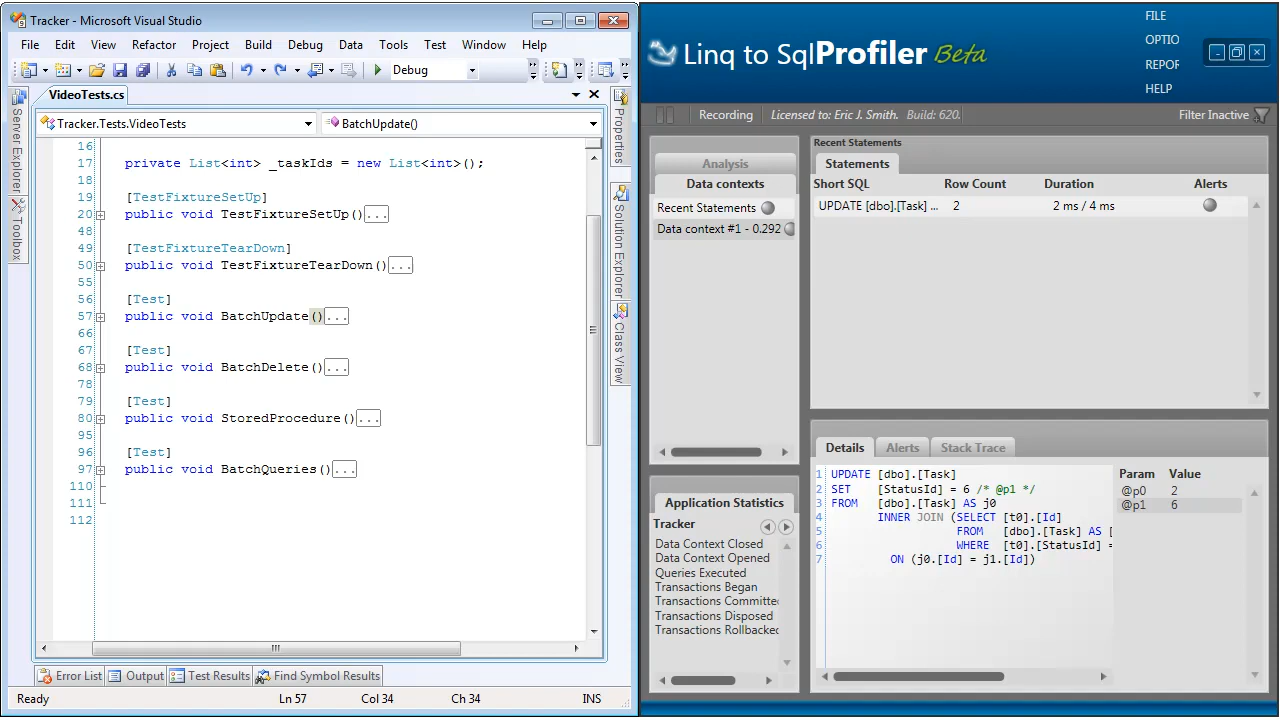 Tracker - Microsoft Visual Studio
File Edit View Refactor Project Build Debug Data Tools Test Window Help
Debug
VideoTests.cs
Tracker.Tests.VideoTests
BatchUpdate()
Server Explorer
Toolbox
Properties
Solution Explorer
Class View
16
17 private List<int> _taskIds = new List<int>();
18
19 [TestFixtureSetUp]
20 public void TestFixtureSetUp()...
48
49 [TestFixtureTearDown]
50 public void TestFixtureTearDown()...
55
56 [Test]
57 public void BatchUpdate()...
66
67 [Test]
68 public void BatchDelete()...
78
79 [Test]
80 public void StoredProcedure()...
95
96 [Test]
97 public void BatchQueries()...
110
111
112
Error List Output Test Results Find Symbol Results
Ready Ln 57 Col 34 Ch 34 INS
Linq to SqlProfiler Beta
FILE
OPTIO
REPOR
HELP
Recording Licensed to: Eric J. Smith. Build: 620. Filter Inactive
Analysis
Data contexts
Recent Statements
Data context #1 - 0.292
Application Statistics
Tracker
Data Context Closed
Data Context Opened
Queries Executed
Transactions Began
Transactions Committe
Transactions Disposed
Transactions Rollbacked
Recent Statements
Statements
Short SQL Row Count Duration Alerts
UPDATE [dbo].[Task] ... 2 2 ms / 4 ms
Details Alerts Stack Trace
1 UPDATE [dbo].[Task]
2 SET [StatusId] = 6 /* @p1 */
3 FROM [dbo].[Task] AS j0
4 INNER JOIN (SELECT [t0].[Id]
5 FROM [dbo].[Task] AS [
6 WHERE [t0].[StatusId] =
7 ON (j0.[Id] = j1.[Id])
Param Value
@p0 2
@p1 6